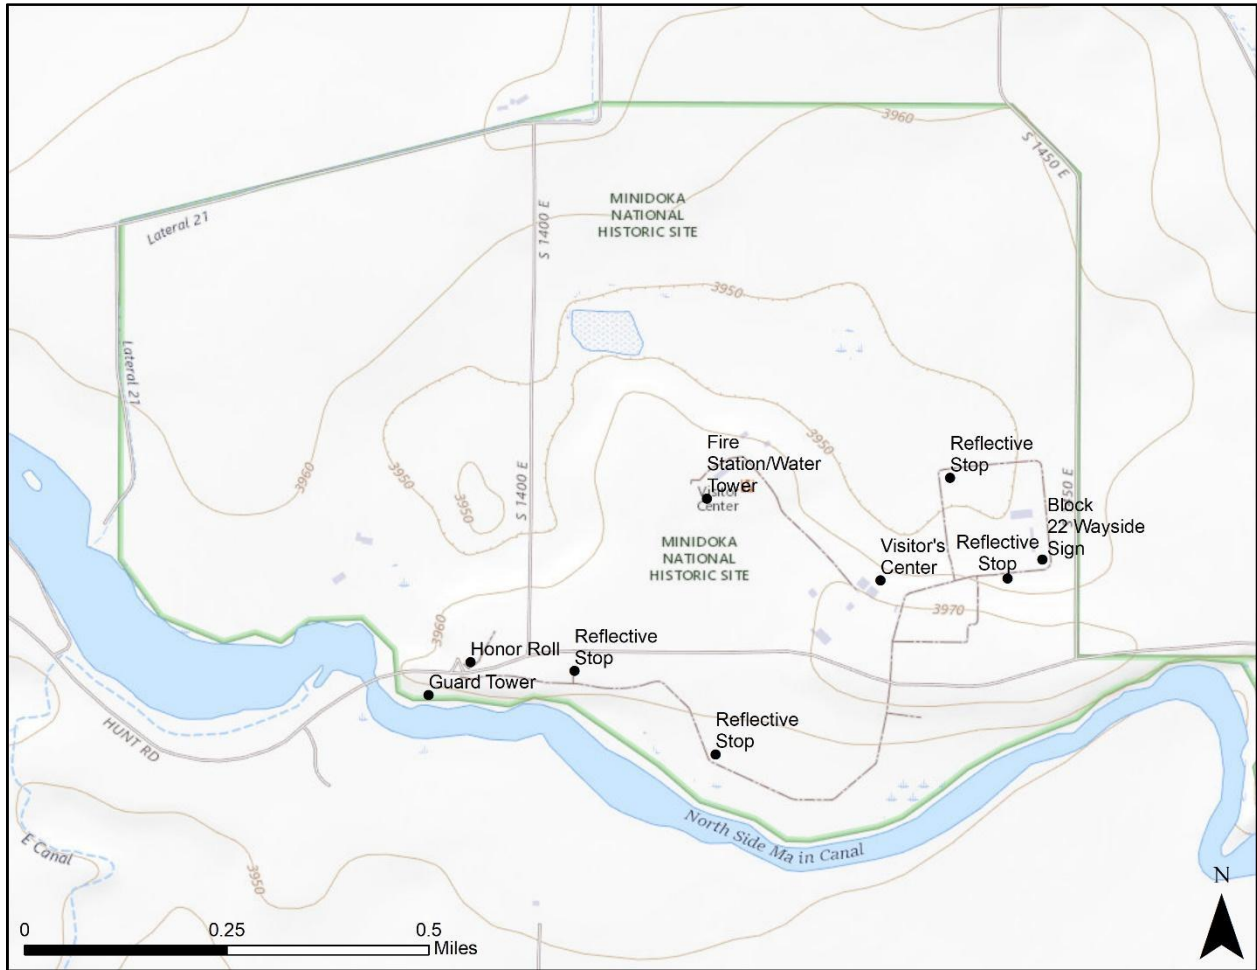 3960
S 1450 E
MINIDOKA
NATIONAL
HISTORIC SITE
S 1400 E
Lateral 21
3950
Lateral 21
Fire
Station/Water
Tower
Visitor
Center
3950
Reflective
Stop
3960
3950
3950
S 1400 E
50 E
Block
22 Wayside
Sign
MINIDOKA
NATIONAL
HISTORIC SITE
Visitor's
Center
Reflective
Stop
3970
3960
Honor Roll
Reflective
Stop
Guard Tower
Reflective
Stop
HUNT RD
North Side Main Canal
E Canal
3950
N
0 0.25 0.5
Miles